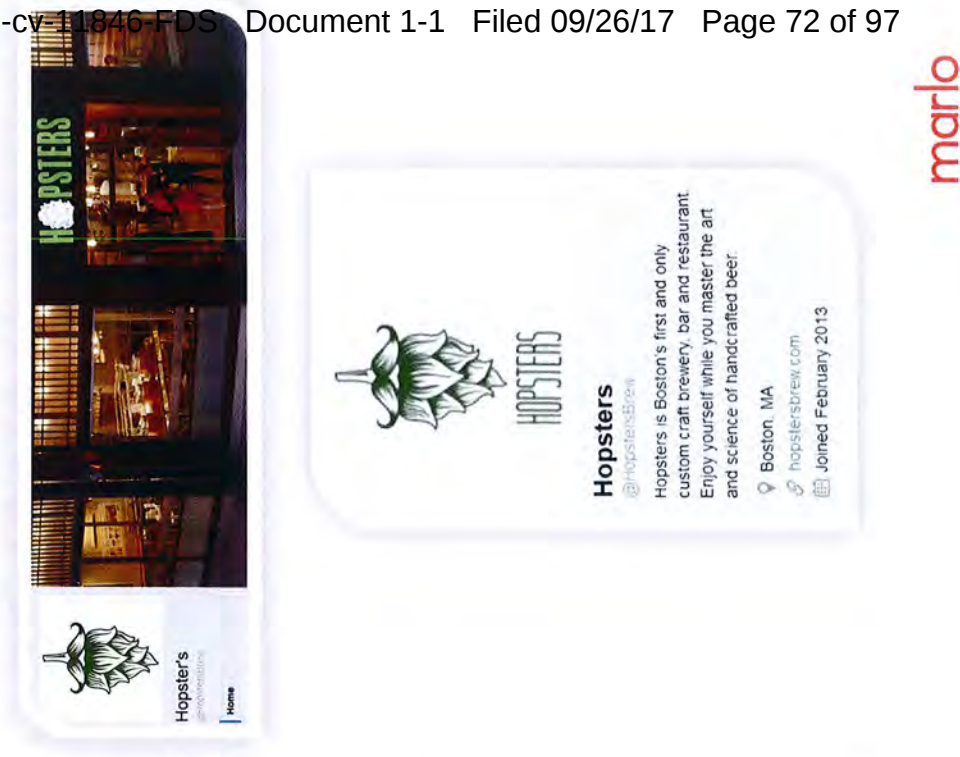 -cv-11846-FDS Document 1-1 Filed 09/26/17 Page 72 of 97
HOPSTERS
Hopster's
@HopstersBrew
Home
HOPSTERS
Hopsters
@HopstersBrew
Hopsters is Boston's first and only
custom craft brewery, bar and restaurant.
Enjoy yourself while you master the art
and science of handcrafted beer.
Boston, MA
hopstersbrew.com
Joined February 2013
marlo